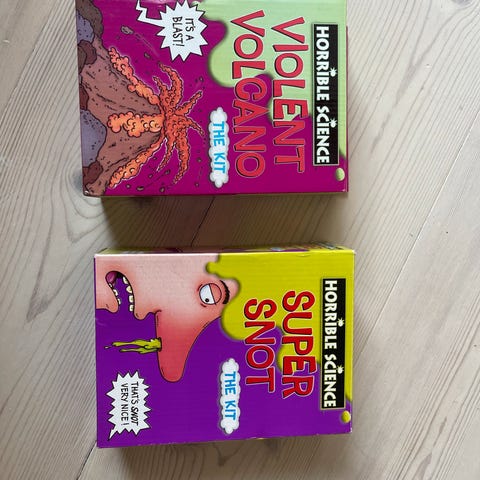 HORRIBLE SCIENCE
VIOLENT
VOLCANO
THE KIT
IT'S A
BLAST!
HORRIBLE SCIENCE
SUPER
SNOT
THE KIT
THAT'S SNOT
VERY NICE!